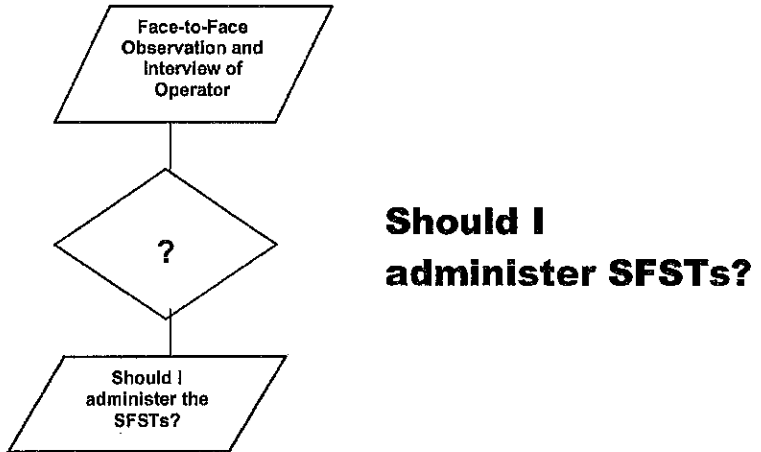 Face-to-Face
Observation and
Interview of
Operator
?
Should I
administer SFSTs?
Should I
administer the
SFSTs?